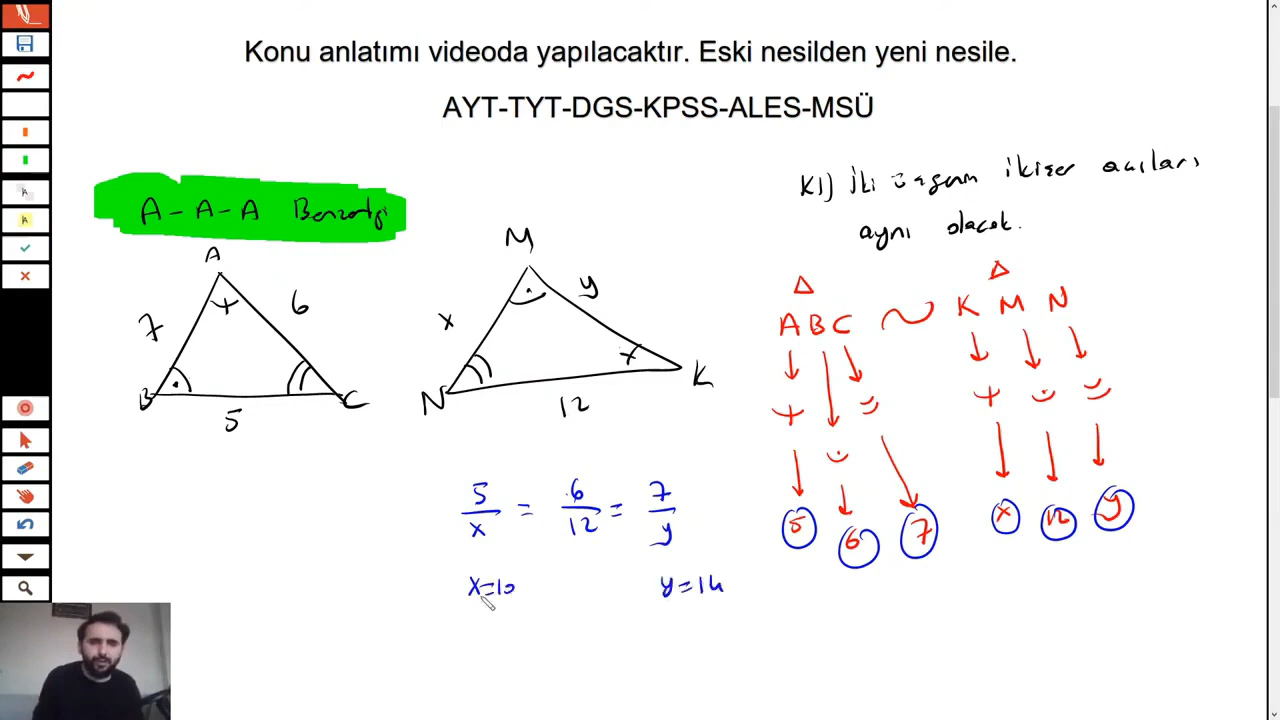 Konu anlatımı videoda yapılacaktır. Eski nesilden yeni nesile.
AYT-TYT-DGS-KPSS-ALES-MSÜ
K1) İki üçgenin ikişer açıları
aynı olacak.
A - A - A Benzerliği
A
7
6
B
5
C
M
x
y
N
12
K
△ △
ABC ~ KMN
+ + . ))
)) .
5 6 7 x 12 y
5/x = 6/12 = 7/y
x=10 y=14